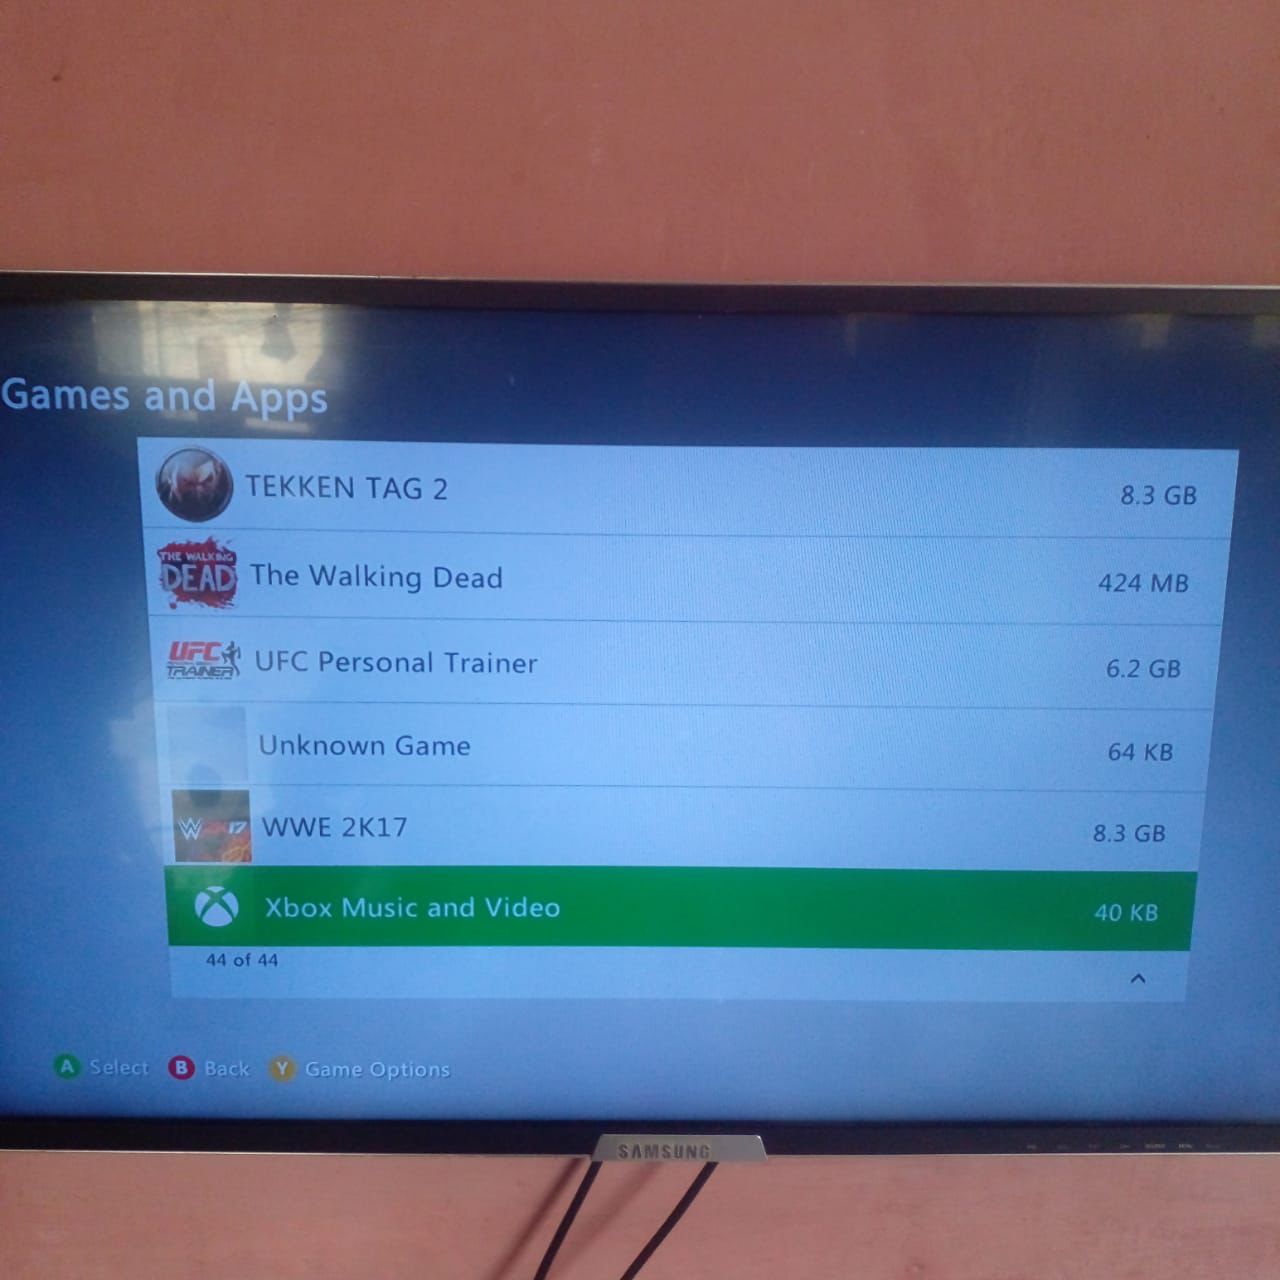 Games and Apps
TEKKEN TAG 2 8.3 GB
THE WALKING
DEAD
The Walking Dead 424 MB
UFC
TRAINER
UFC Personal Trainer 6.2 GB
Unknown Game 64 KB
W 17
WWE 2K17 8.3 GB
Xbox Music and Video 40 KB
44 of 44
A Select B Back Y Game Options
SAMSUNG